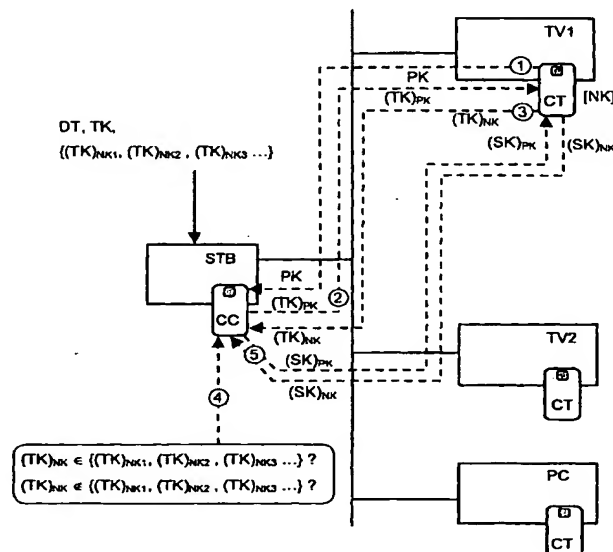 TV1
①
PK
(TK)PK
CT
[NK]
③
(TK)NK
DT, TK,
{(TK)NK1, (TK)NK2 , (TK)NK3 ...}
(SK)PK
(SK)NK
STB
PK
②
(TK)PK
CC
(TK)NK
⑤
(SK)PK
(SK)NK
④
TV2
CT
(TK)NK ∈ {(TK)NK1, (TK)NK2 , (TK)NK3 ...} ?
(TK)NK ∉ {(TK)NK1, (TK)NK2 , (TK)NK3 ...} ?
PC
CT